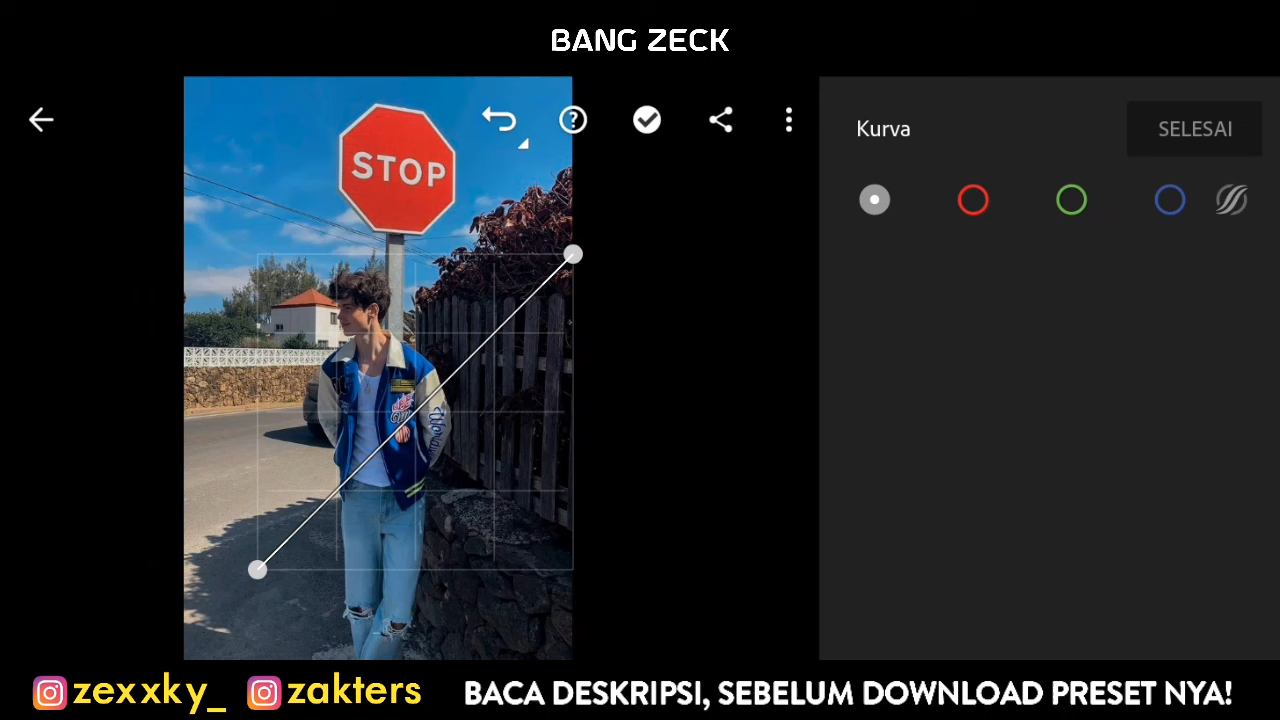 BANG ZECK
STOP
Kurva
SELESAI
zexxky_ zakters BACA DESKRIPSI, SEBELUM DOWNLOAD PRESET NYA!